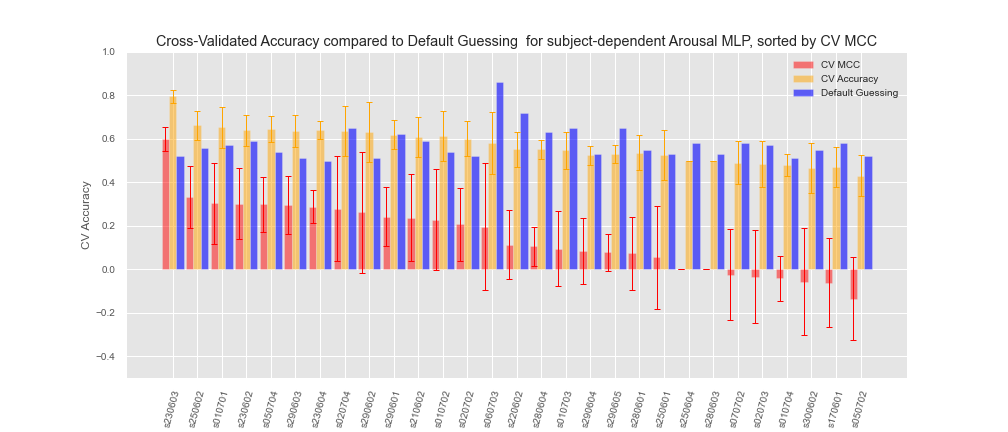 Cross-Validated Accuracy compared to Default Guessing  for subject-dependent Arousal MLP, sorted by CV MCC
CV MCC
CV Accuracy
Default Guessing
CV Accuracy
1.0
0.8
0.6
0.4
0.2
0.0
−0.2
−0.4
s230603
s250602
s010701
s230602
s050704
s290603
s230604
s020704
s290602
s290601
s210602
s010702
s020702
s060703
s220602
s280604
s010703
s290604
s290605
s280601
s250601
s250604
s280603
s070702
s020703
s010704
s300602
s170601
s050702